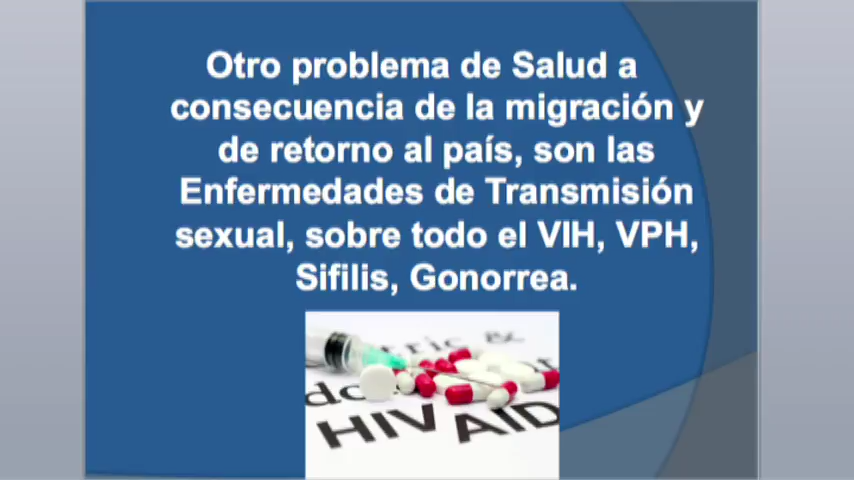 Otro problema de Salud a
consecuencia de la migración y
de retorno al país, son las
Enfermedades de Transmisión
sexual, sobre todo el VIH, VPH,
Sifilis, Gonorrea.
HIV AID